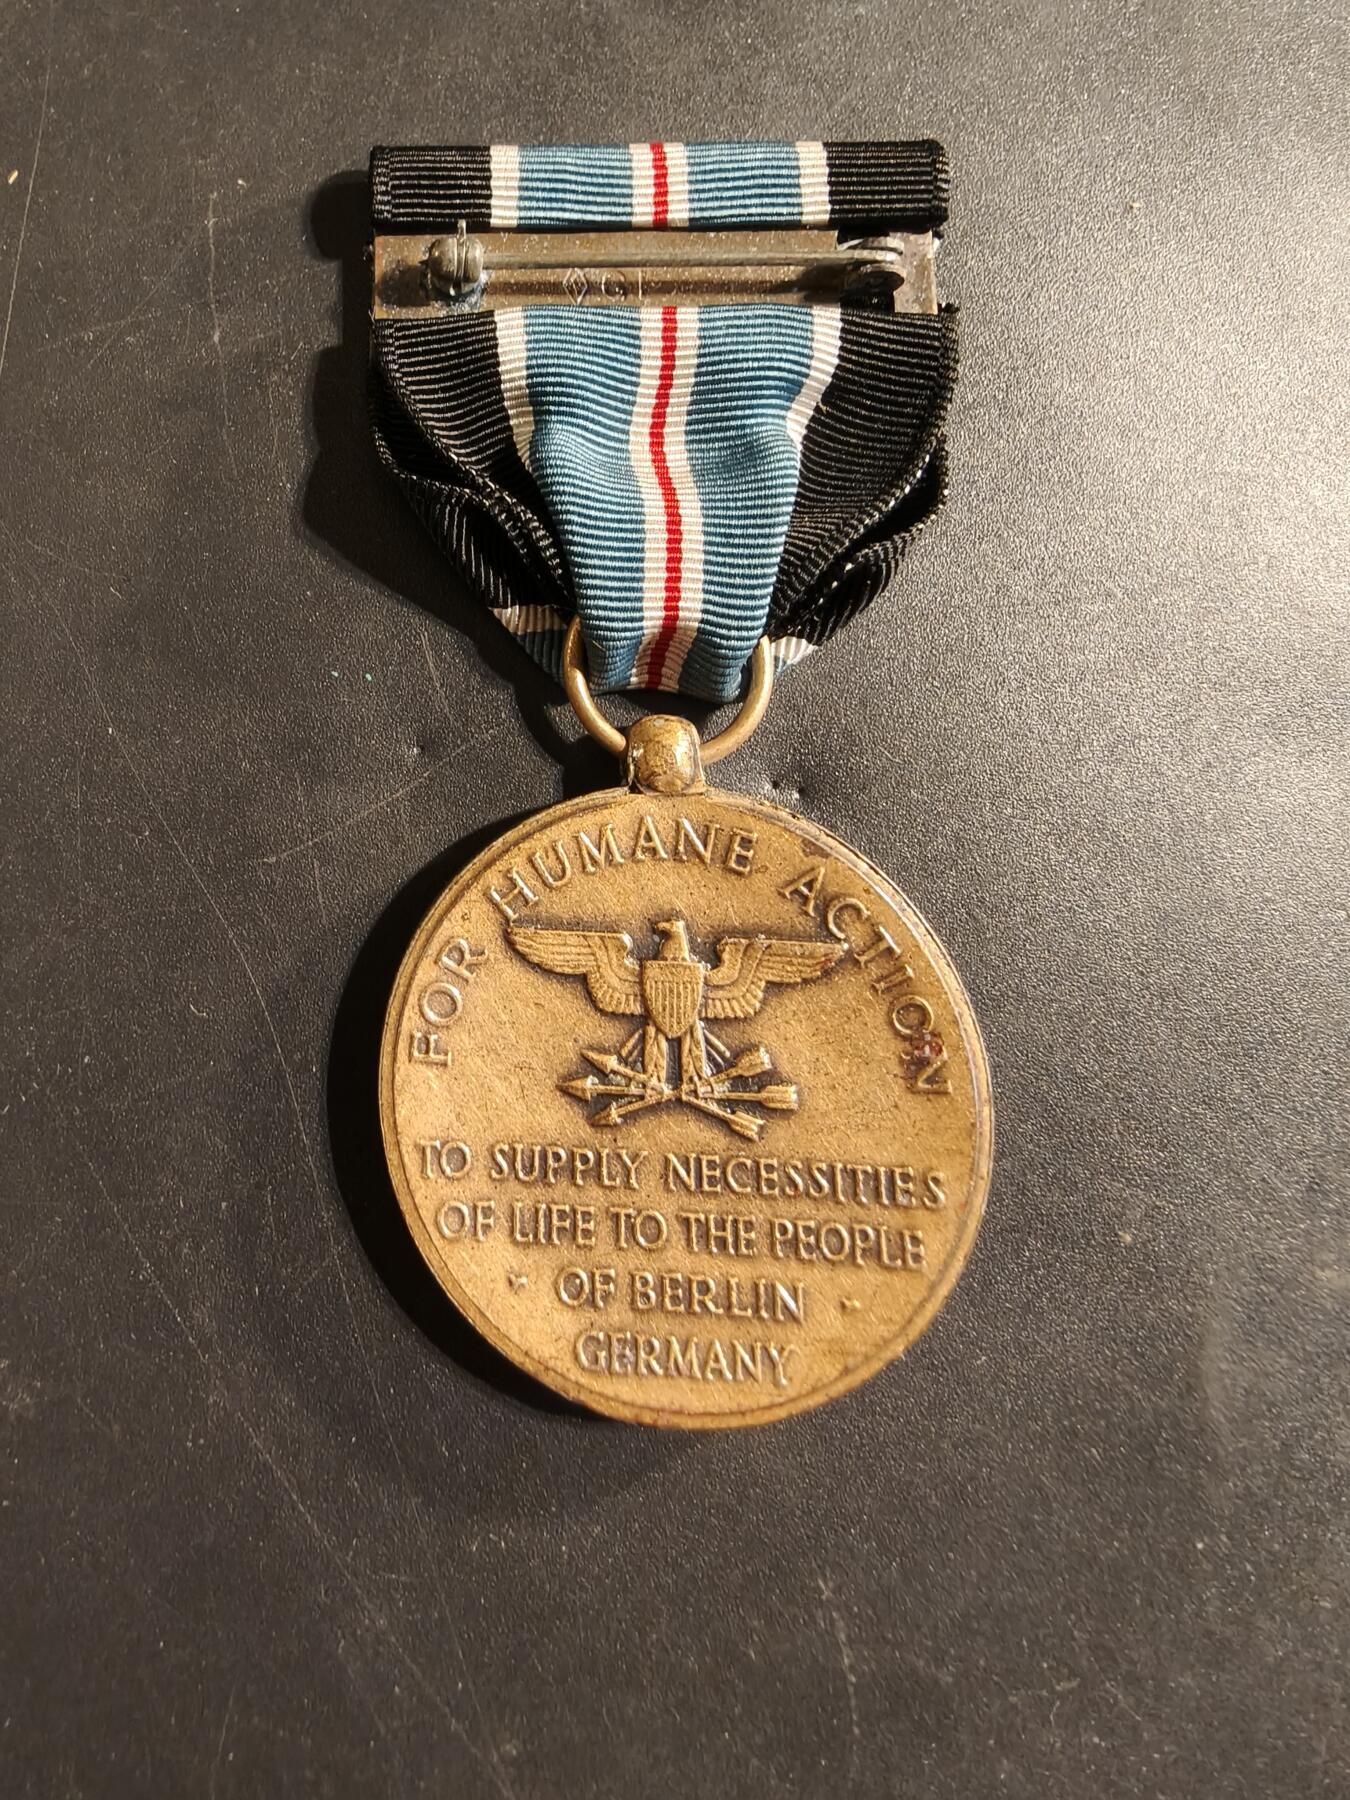 FOR HUMANE ACTION
TO SUPPLY NECESSITIES
OF LIFE TO THE PEOPLE
OF BERLIN
GERMANY